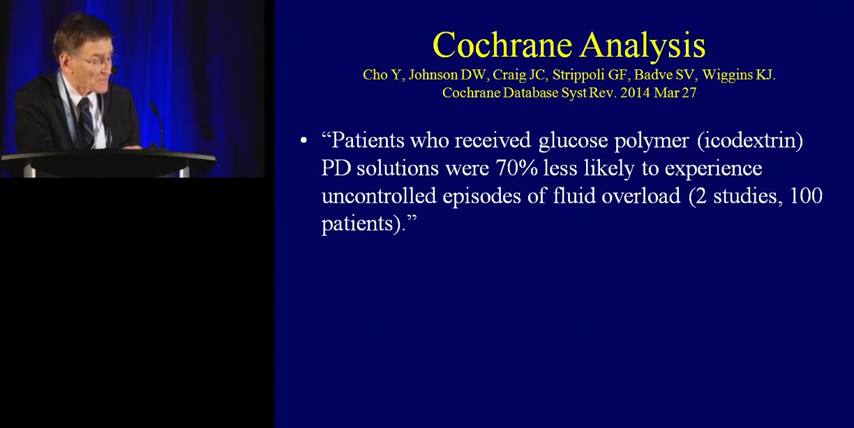 Cochrane Analysis
Cho Y, Johnson DW, Craig JC, Strippoli GF, Badve SV, Wiggins KJ.
Cochrane Database Syst Rev. 2014 Mar 27
• “Patients who received glucose polymer (icodextrin)
PD solutions were 70% less likely to experience
uncontrolled episodes of fluid overload (2 studies, 100
patients).”